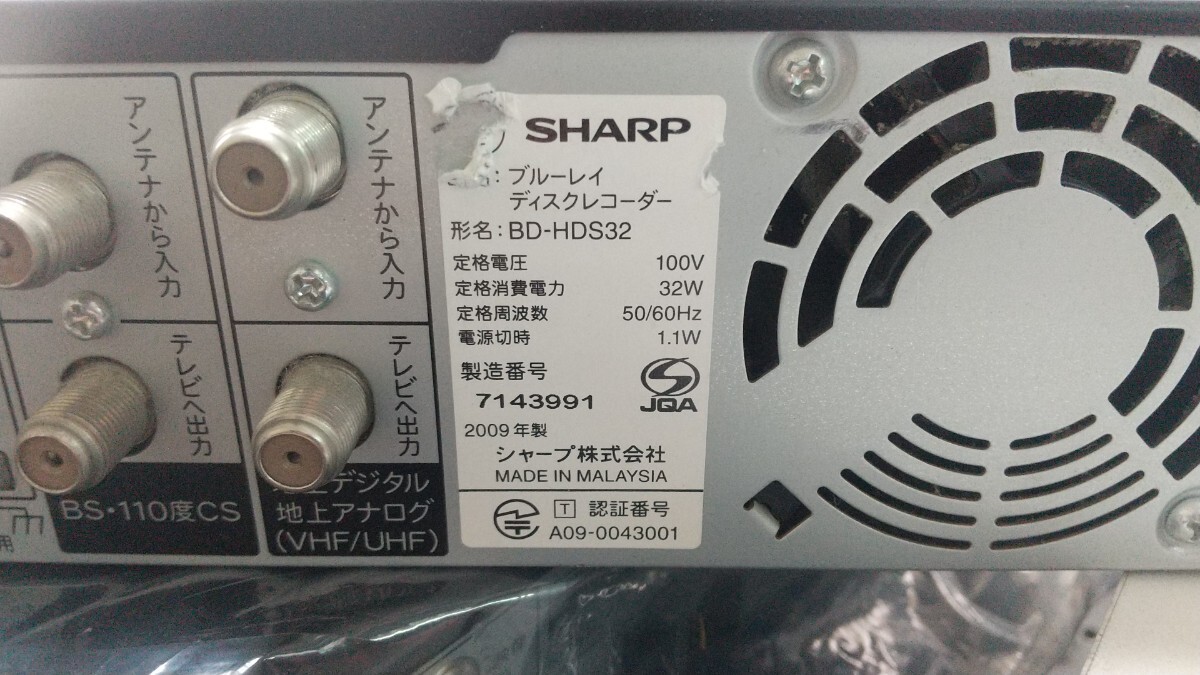 アンテナから入力
テレビへ出力
BS・110度CS
アンテナから入力
テレビへ出力
デジタル
地上アナログ
(VHF/UHF)
用
SHARP
: ブルーレイ
ディスクレコーダー
形名: BD-HDS32
定格電圧 100V
定格消費電力 32W
定格周波数 50/60Hz
電源切時 1.1W
製造番号
7143991
JQA
2009年製
シャープ株式会社
MADE IN MALAYSIA
T 認証番号
A09-0043001